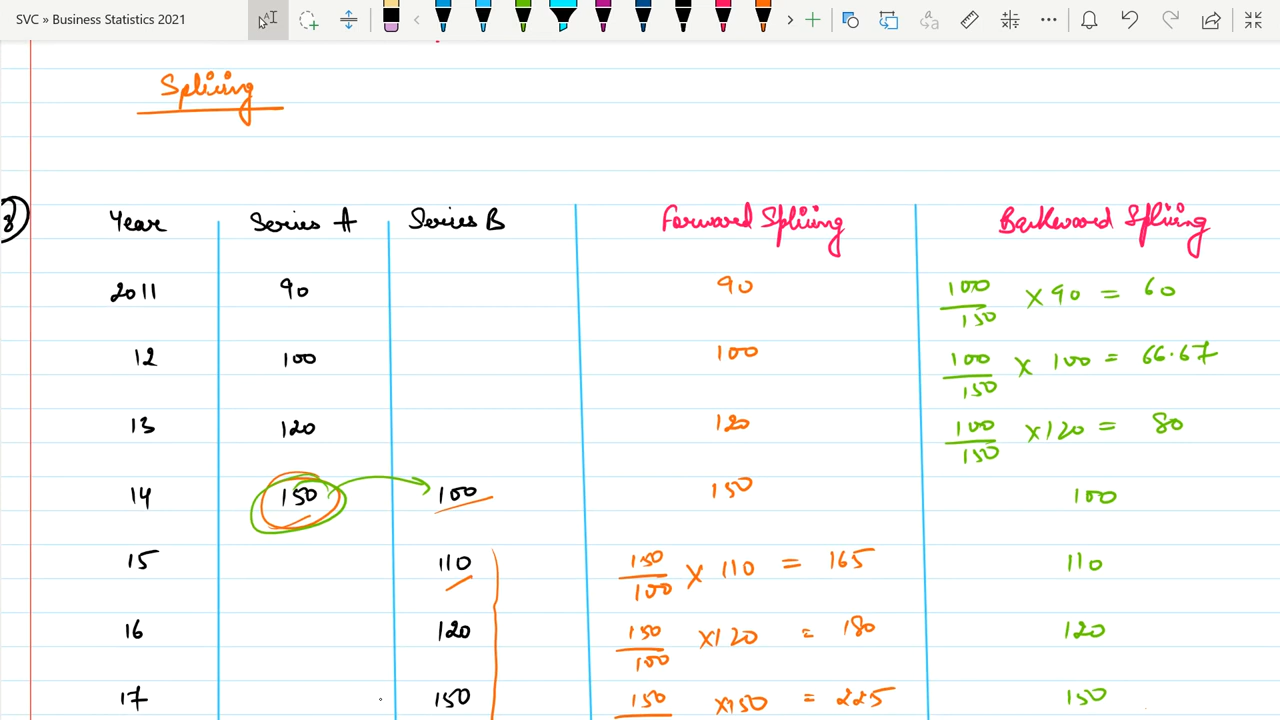 SVC » Business Statistics 2021
Splicing
Year Series A Series B Forward Splicing Backward Splicing
2011 90 90 100/150 × 90 = 60
12 100 100 100/150 × 100 = 66.67
13 120 120 100/150 × 120 = 80
14 150 100 150 100
15 110 150/100 × 110 = 165 110
16 120 150/100 × 120 = 180 120
17 150 150 × 150 = 225 150